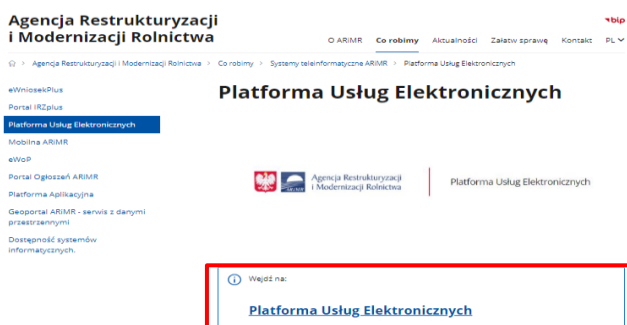 Agencja Restrukturyzacji
i Modernizacji Rolnictwa
bip
O ARiMR Co robimy Aktualności Załatw sprawę Kontakt PL
Agencja Restrukturyzacji i Modernizacji Rolnictwa > Co robimy > Systemy teleinformatyczne ARiMR > Platforma Usług Elektronicznych
eWniosekPlus
Portal IRZplus
Platforma Usług Elektronicznych
Mobilna ARiMR
eWoP
Portal Ogłoszeń ARiMR
Platforma Aplikacyjna
Geoportal ARiMR - serwis z danymi
przestrzennymi
Dostępność systemów
informatycznych.
Platforma Usług Elektronicznych
ARiMR
Agencja Restrukturyzacji
i Modernizacji Rolnictwa
Platforma Usług Elektronicznych
Wejdź na:
Platforma Usług Elektronicznych